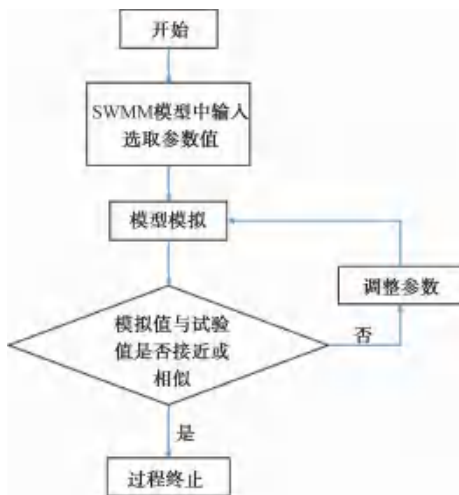 开始
SWMM模型中输入
选取参数值
模型模拟
调整参数
模拟值与试验
值是否接近或
相似
否
是
过程终止